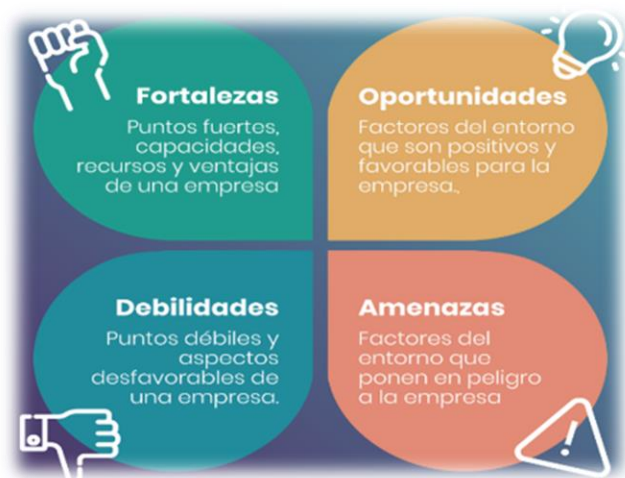 Fortalezas
Puntos fuertes,
capacidades,
recursos y ventajas
de una empresa
Oportunidades
Factores del entorno
que son positivos y
favorables para la
empresa.,
Debilidades
Puntos débiles y
aspectos
desfavorables de
una empresa.
Amenazas
Factores del
entorno que
ponen en peligro
a la empresa